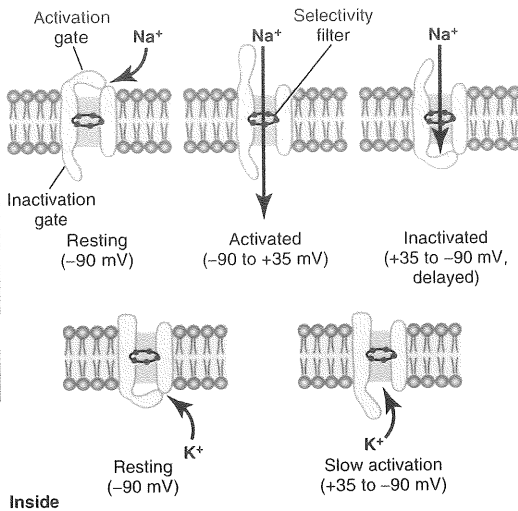 Activation
gate
Na+
Na+
Selectivity
filter
Na+
Inactivation
gate
Resting
(−90 mV)
Activated
(−90 to +35 mV)
Inactivated
(+35 to −90 mV,
delayed)
K+
Resting
(−90 mV)
K+
Slow activation
(+35 to −90 mV)
Inside